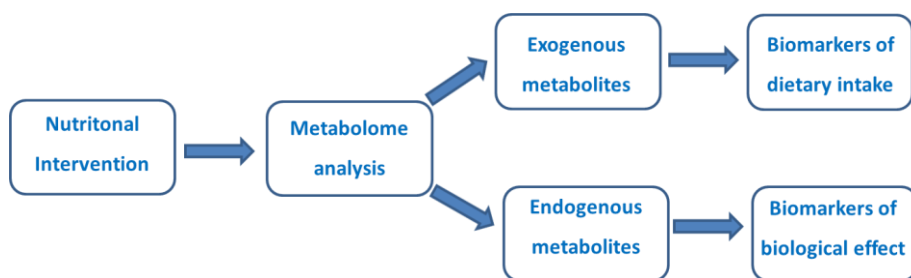 Nutritonal
Intervention
Metabolome
analysis
Exogenous
metabolites
Biomarkers of
dietary intake
Endogenous
metabolites
Biomarkers of
biological effect